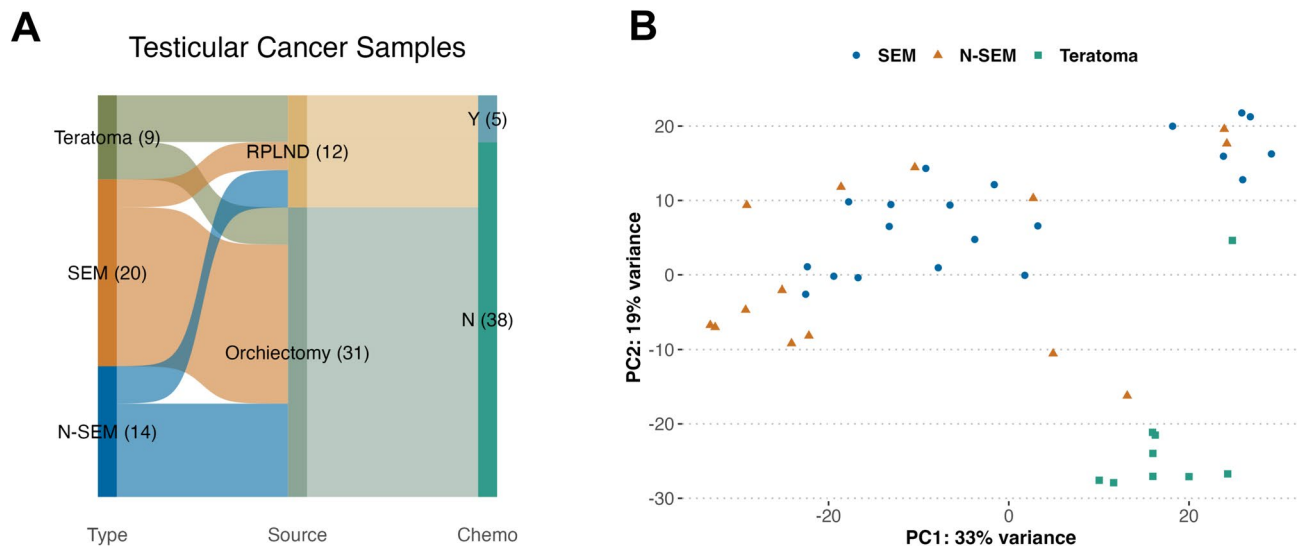 A
Testicular Cancer Samples
Teratoma (9)
SEM (20)
N-SEM (14)
RPLND (12)
Orchiectomy (31)
Y (5)
N (38)
Type Source Chemo
B
SEM N-SEM Teratoma
PC2: 19% variance
20
10
0
-10
-20
-30
-20 0 20
PC1: 33% variance